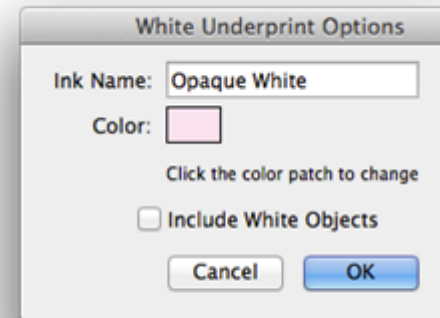 White Underprint Options
Ink Name: Opaque White
Color:
Click the color patch to change
Include White Objects
Cancel OK